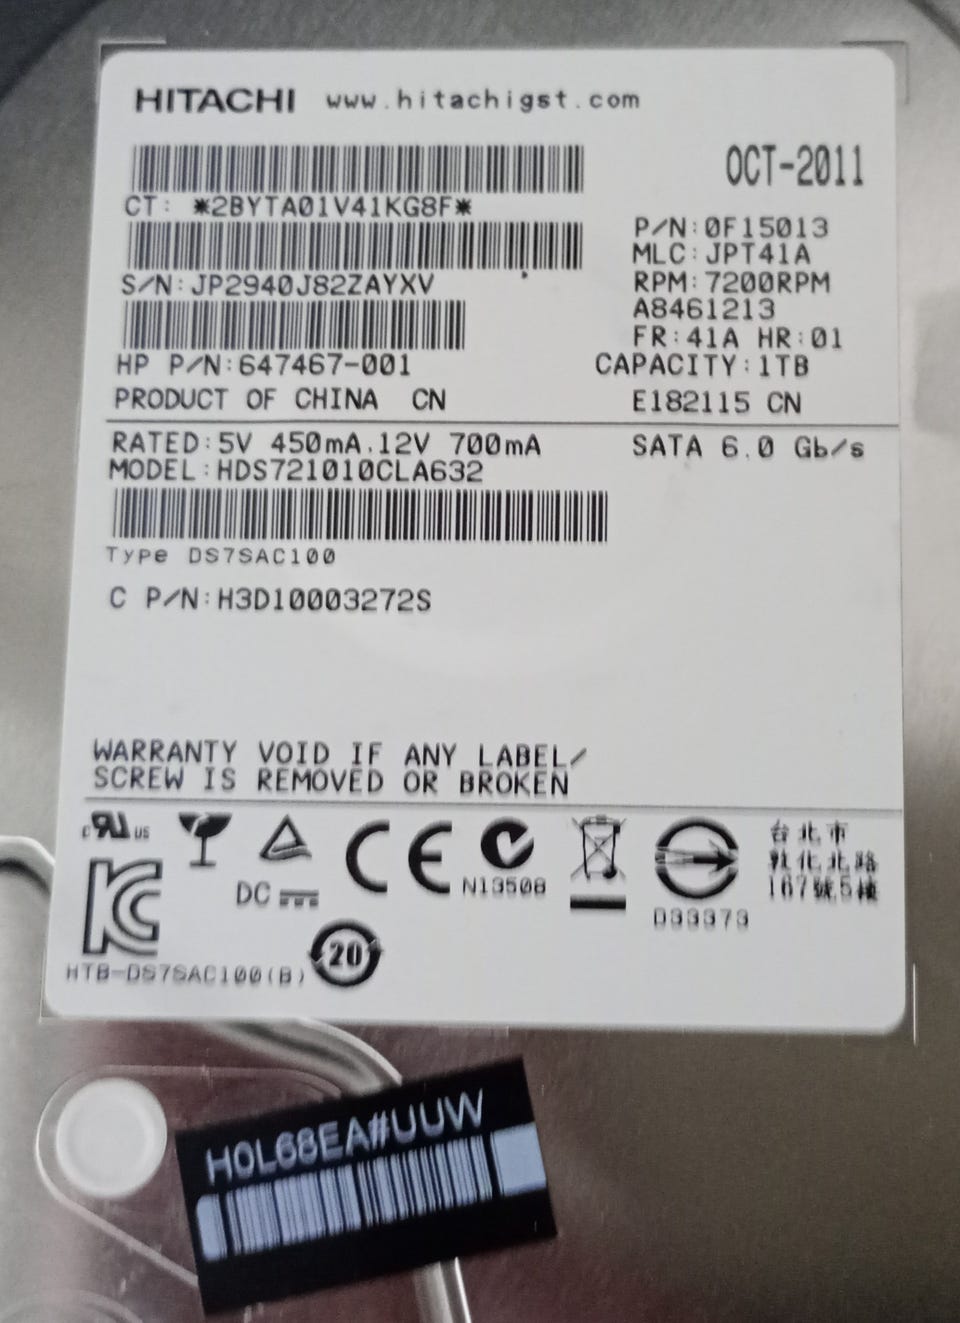 HITACHI www.hitachigst.com
OCT-2011
CT: *2BYTA01V41KG8F*
P/N:0F15013
MLC:JPT41A
S/N:JP2940J82ZAYXV
RPM:7200RPM
A8461213
FR:41A HR:01
HP P/N:647467-001
CAPACITY:1TB
PRODUCT OF CHINA CN
E182115 CN
RATED:5V 450mA,12V 700mA
SATA 6.0 Gb/s
MODEL:HDS721010CLA632
Type DS7SAC100
C P/N:H3D10003272S
WARRANTY VOID IF ANY LABEL/
SCREW IS REMOVED OR BROKEN
c RU US
DC
CE
N13508
D33373
台北市
敦化北路
167號5樓
HTB-DS7SAC100(B)
20
H0L68EA#UUW